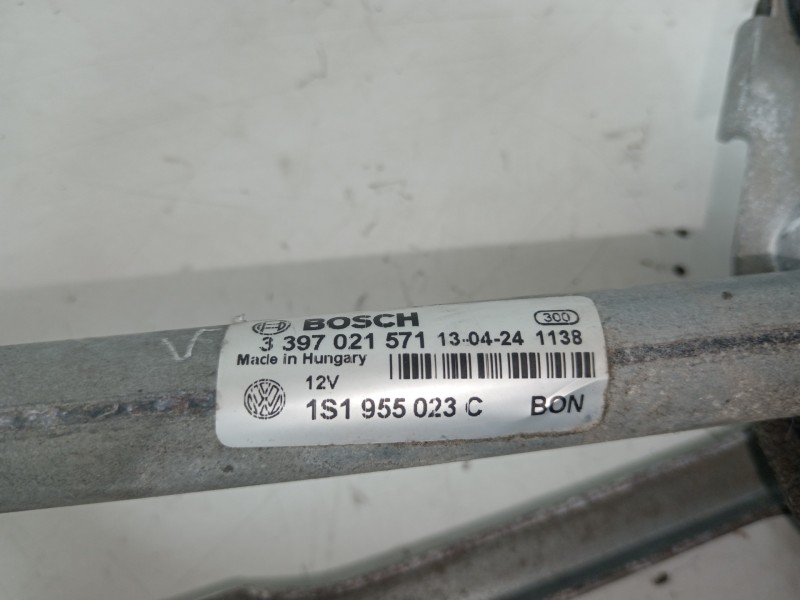 BOSCH 300
3 397 021 571 13-04-24 1138
Made in Hungary
12V
1S1 955 023 C BON